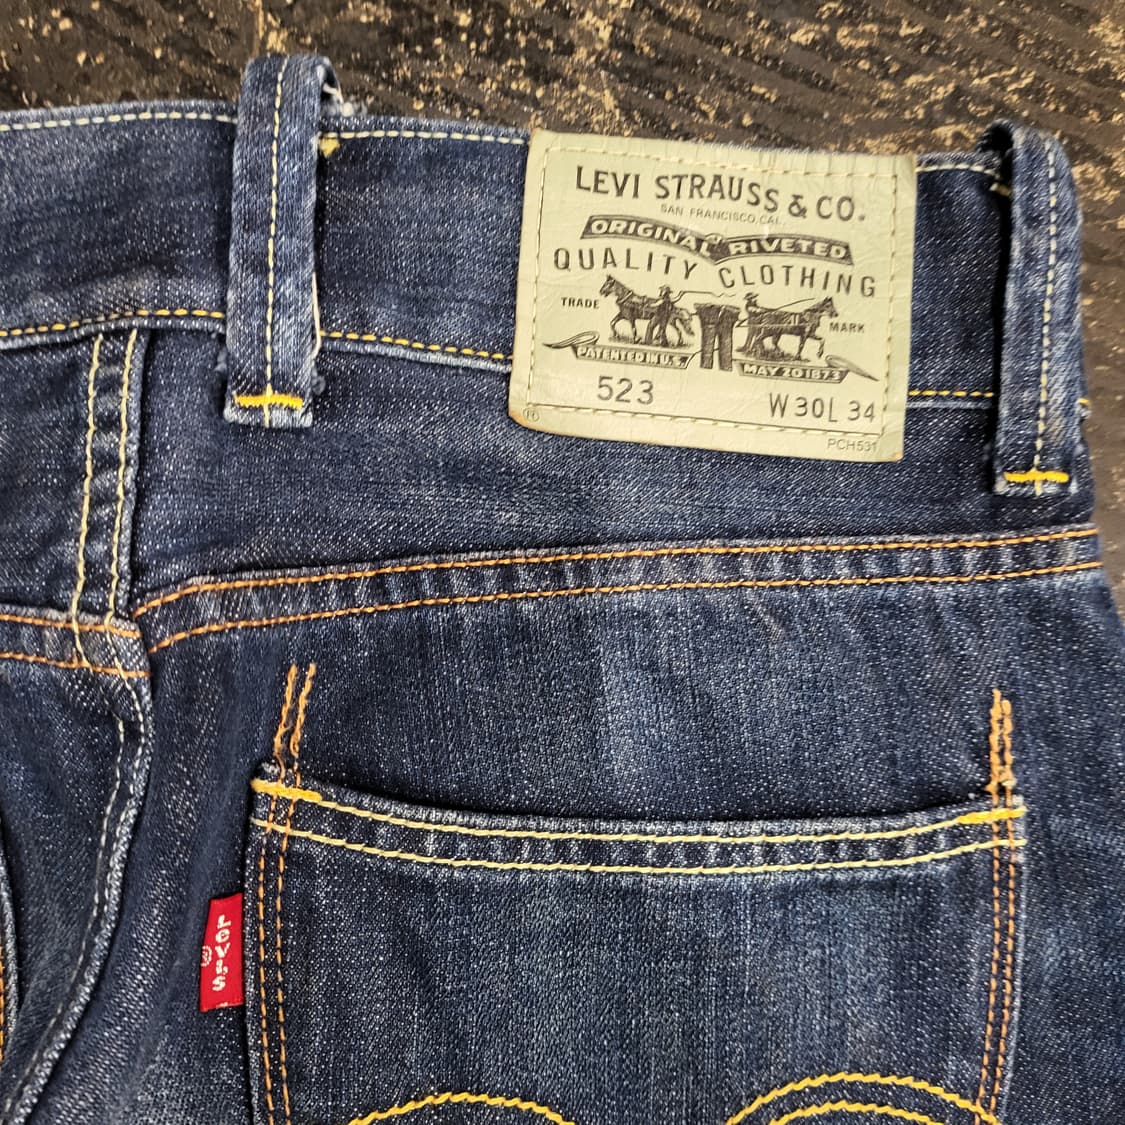 LEVI STRAUSS & CO.
SAN FRANCISCO, CAL.
ORIGINAL RIVETED
QUALITY CLOTHING
TRADE MARK
PATENTED IN U.S. MAY 20 1873
523 W 30 L 34
PCH531
LEVI'S
®